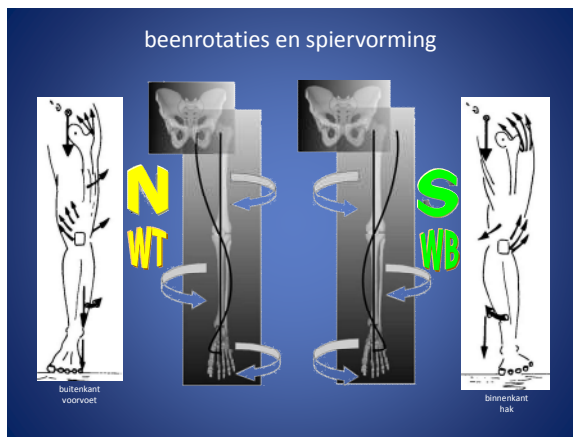 beenrotaties en spiervorming
N
WT
S
WB
buitenkant
voorvoet
binnenkant
hak